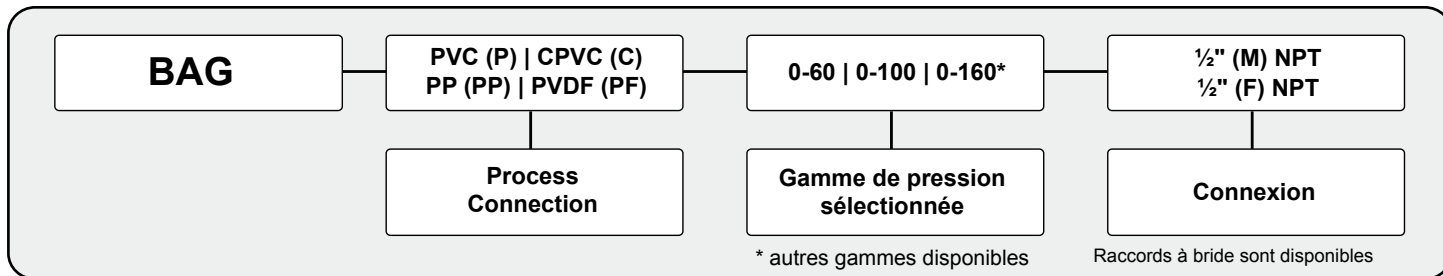 BAG
PVC (P) | CPVC (C)
PP (PP) | PVDF (PF)
0-60 | 0-100 | 0-160*
½" (M) NPT
½" (F) NPT
Process
Connection
Gamme de pression
sélectionnée
Connexion
* autres gammes disponibles
Raccords à bride sont disponibles